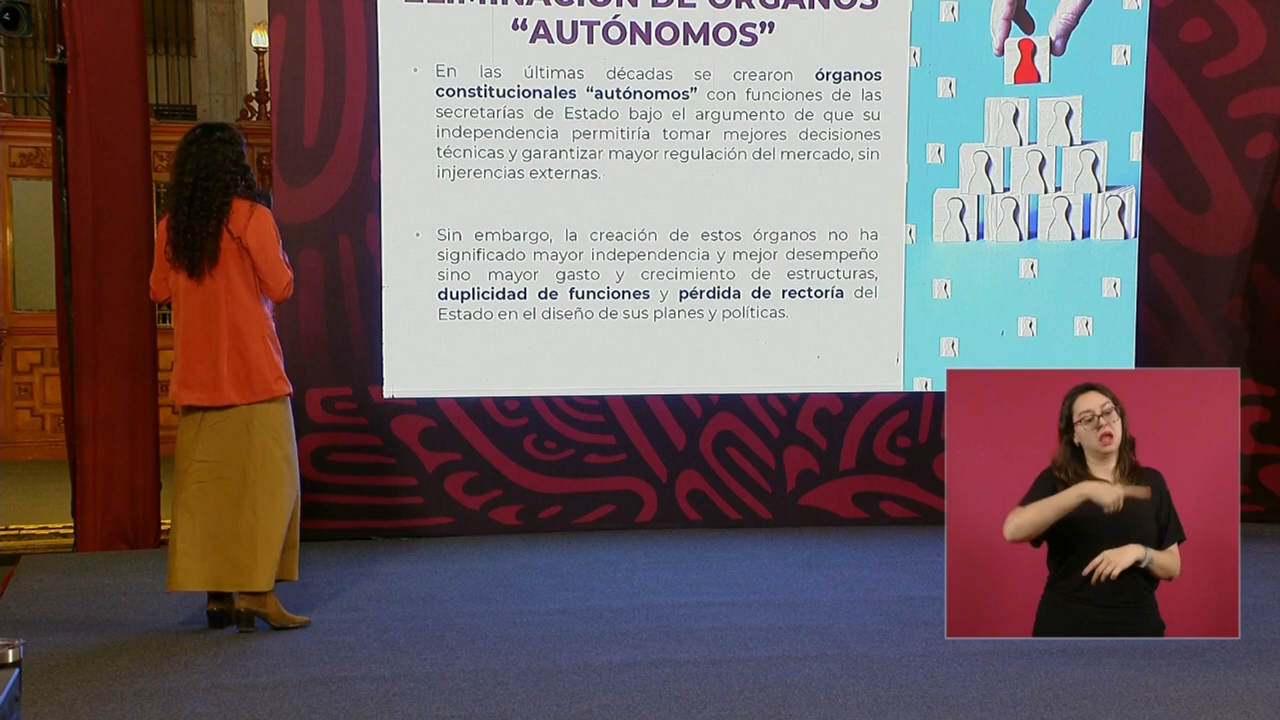 ELIMINACIÓN DE ÓRGANOS
“AUTÓNOMOS”
En las últimas décadas se crearon órganos
constitucionales “autónomos” con funciones de las
secretarías de Estado bajo el argumento de que su
independencia permitiría tomar mejores decisiones
técnicas y garantizar mayor regulación del mercado, sin
injerencias externas.
Sin embargo, la creación de estos órganos no ha
significado mayor independencia y mejor desempeño
sino mayor gasto y crecimiento de estructuras,
duplicidad de funciones y pérdida de rectoría del
Estado en el diseño de sus planes y políticas.